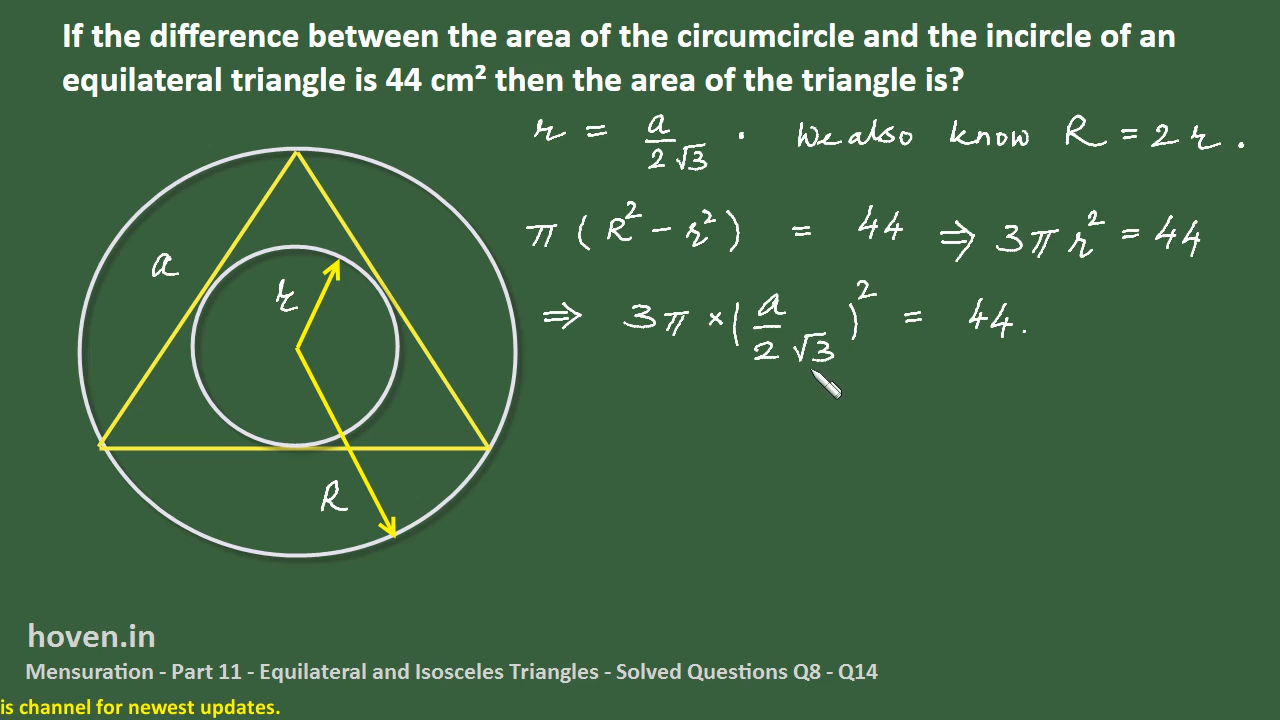 If the difference between the area of the circumcircle and the incircle of an
equilateral triangle is 44 cm² then the area of the triangle is?
r = a/2√3 . We also know R = 2r.
π(R² − r²) = 44 ⇒ 3πr² = 44
⇒ 3π × (a/2√3)² = 44.
a
r
R
hoven.in
Mensuration - Part 11 - Equilateral and Isosceles Triangles - Solved Questions Q8 - Q14
is channel for newest updates.